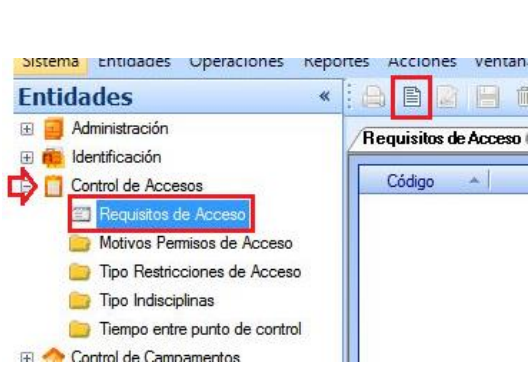 Sistema Entidades Operaciones Reportes Acciones Ventan
Entidades «
Administración
Identificación
Control de Accesos
Requisitos de Acceso
Motivos Permisos de Acceso
Tipo Restricciones de Acceso
Tipo Indisciplinas
Tiempo entre punto de control
Control de Campamentos
Requisitos de Acceso
Código